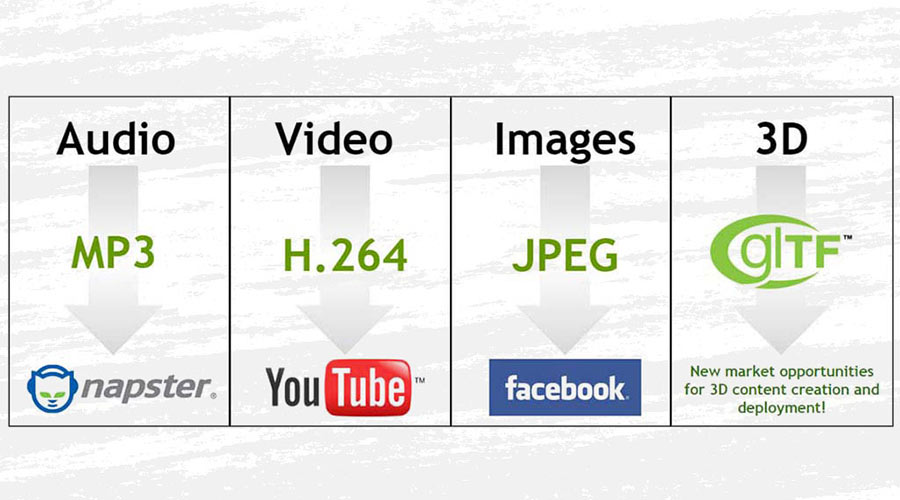 Audio
MP3
napster®
Video
H.264
YouTube™
Images
JPEG
facebook®
3D
glTF™
New market opportunities
for 3D content creation and
deployment!